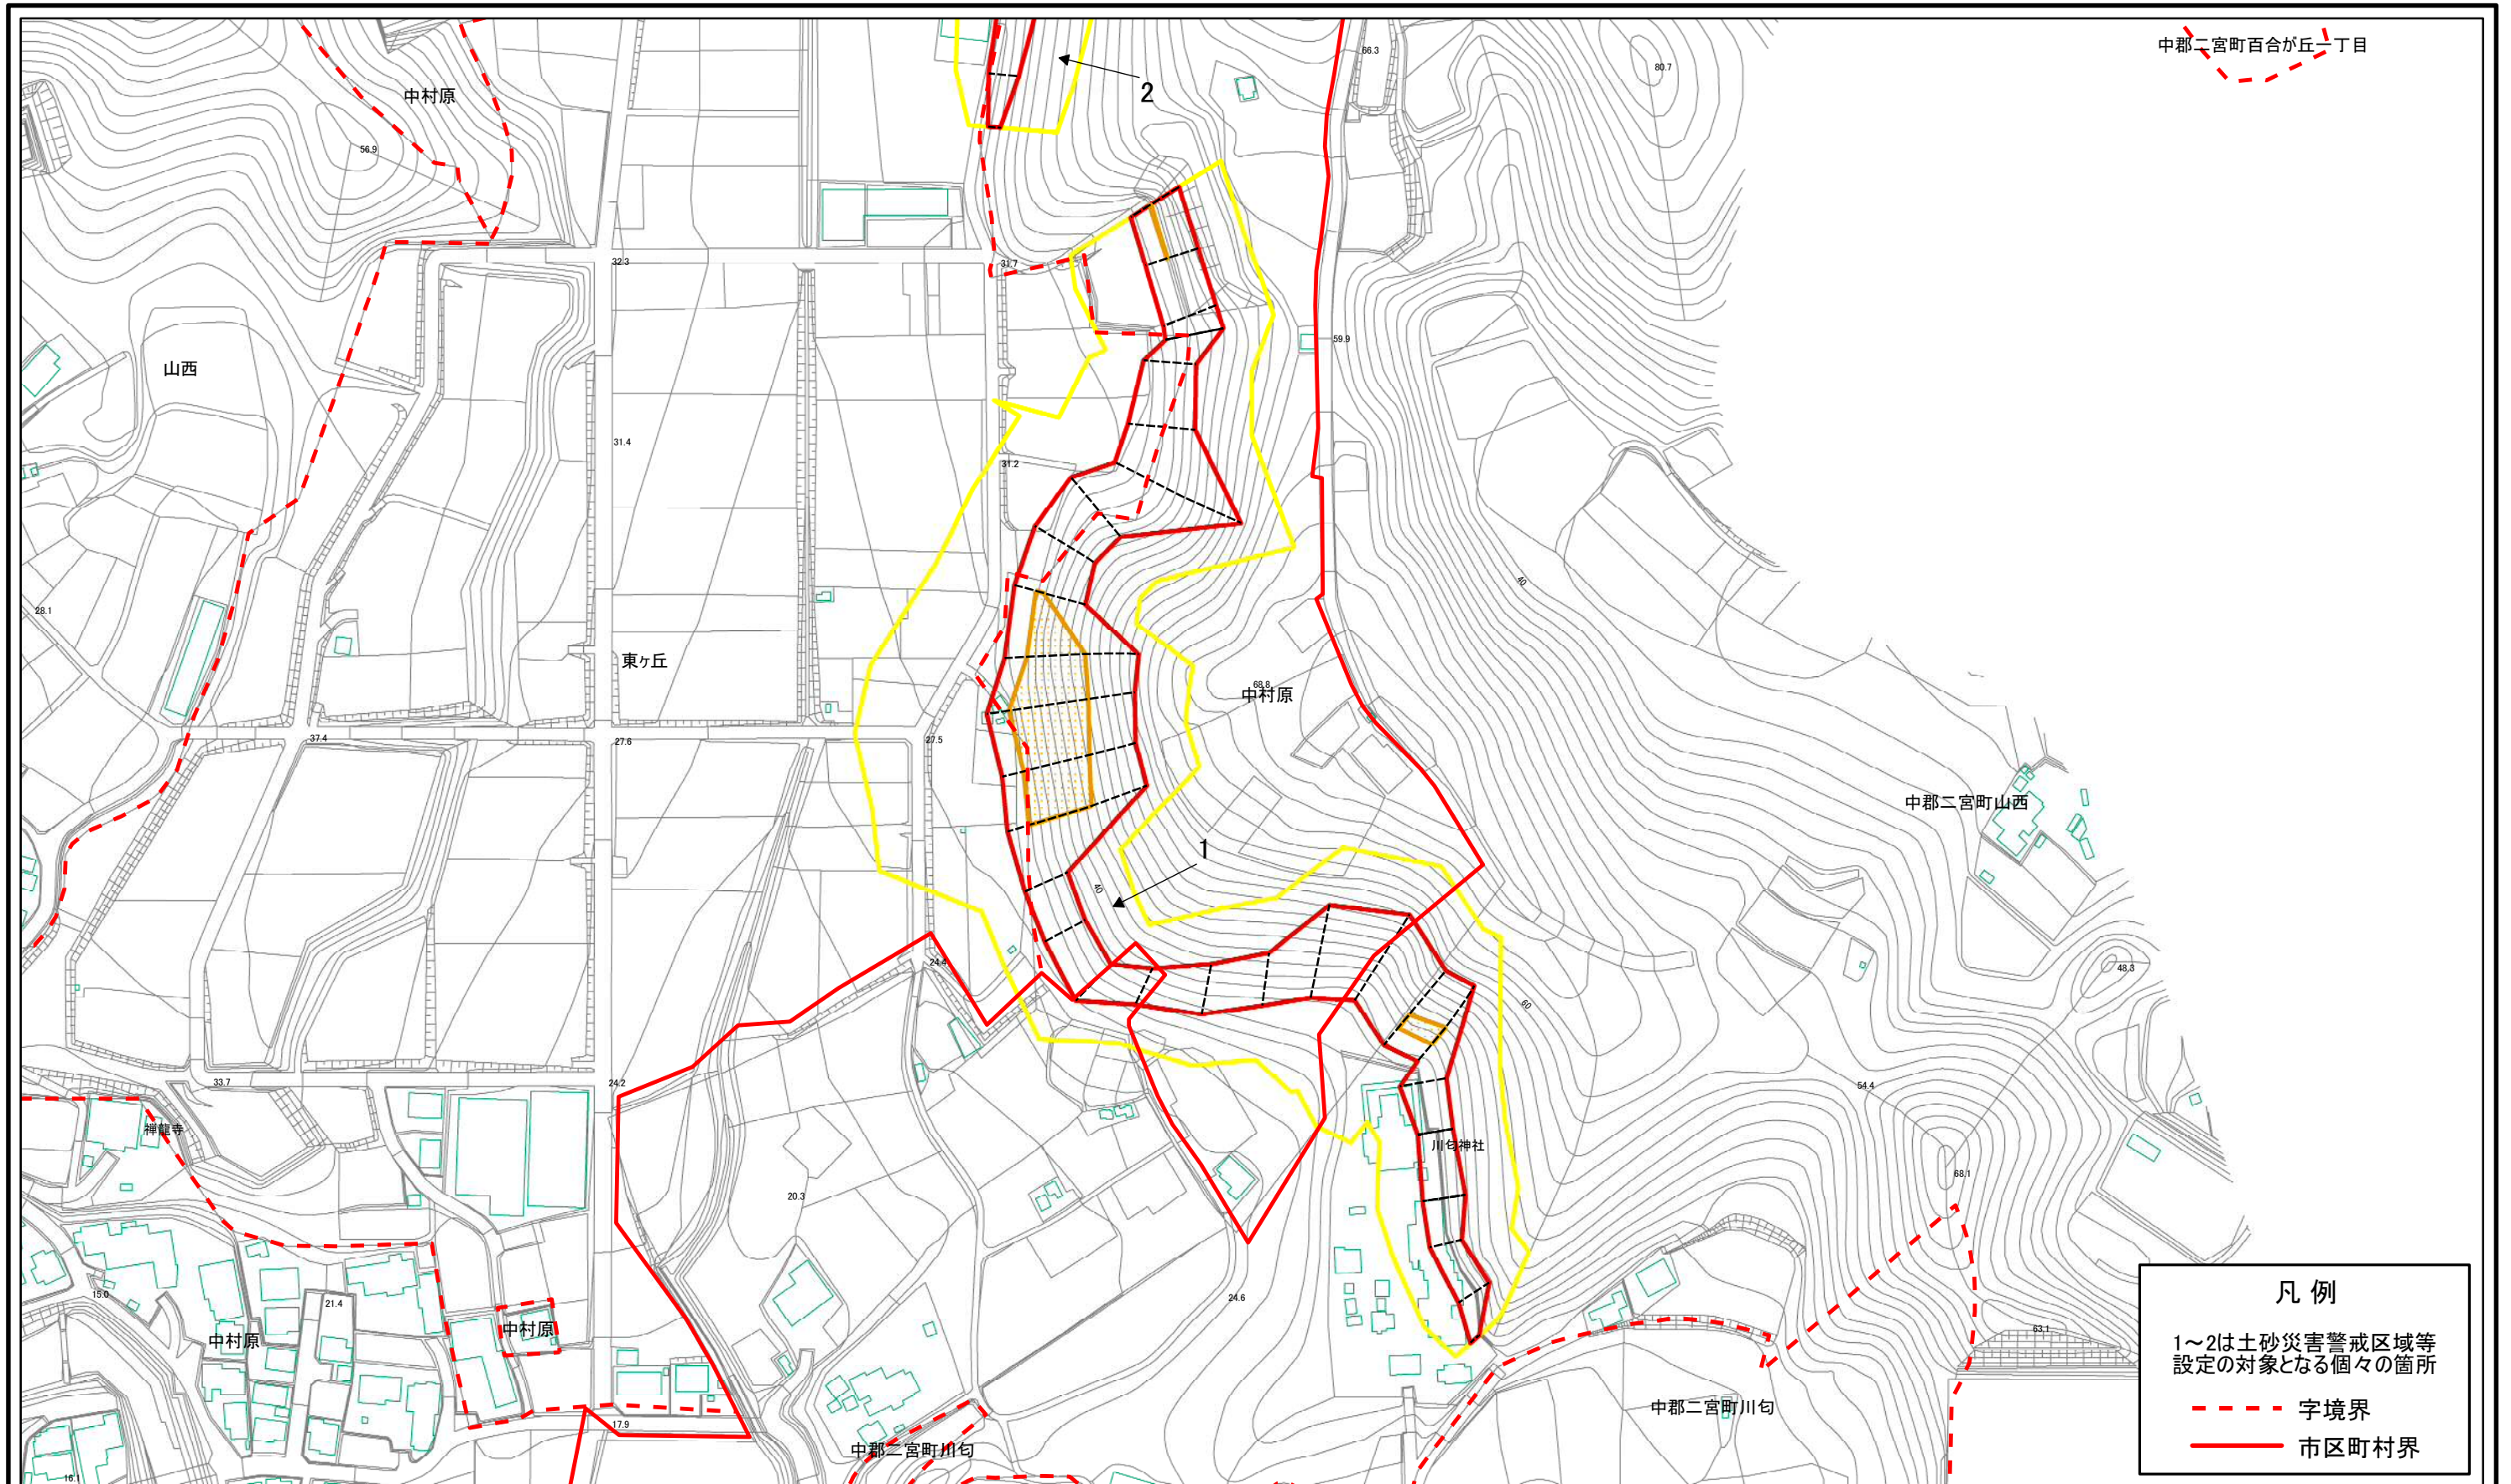 中郡二宮町百合が丘一丁目
66.3
80.7
2
中村原
56.9
32.3
31.7
59.9
山西
31.4
31.2
40
28.1
東ヶ丘
68.8
中村原
37.4
27.6
27.5
中郡二宮町山西
1
40
24.4
48.3
60
33.7
24.2
54.4
禅龍寺
川匂神社
68.1
20.3
24.6
15.0
21.4
中村原
中村原
63.1
17.9
中郡二宮町川匂
中郡二宮町川匂
16.1
凡 例
1~2は土砂災害警戒区域等
設定の対象となる個々の箇所
字境界
市区町村界